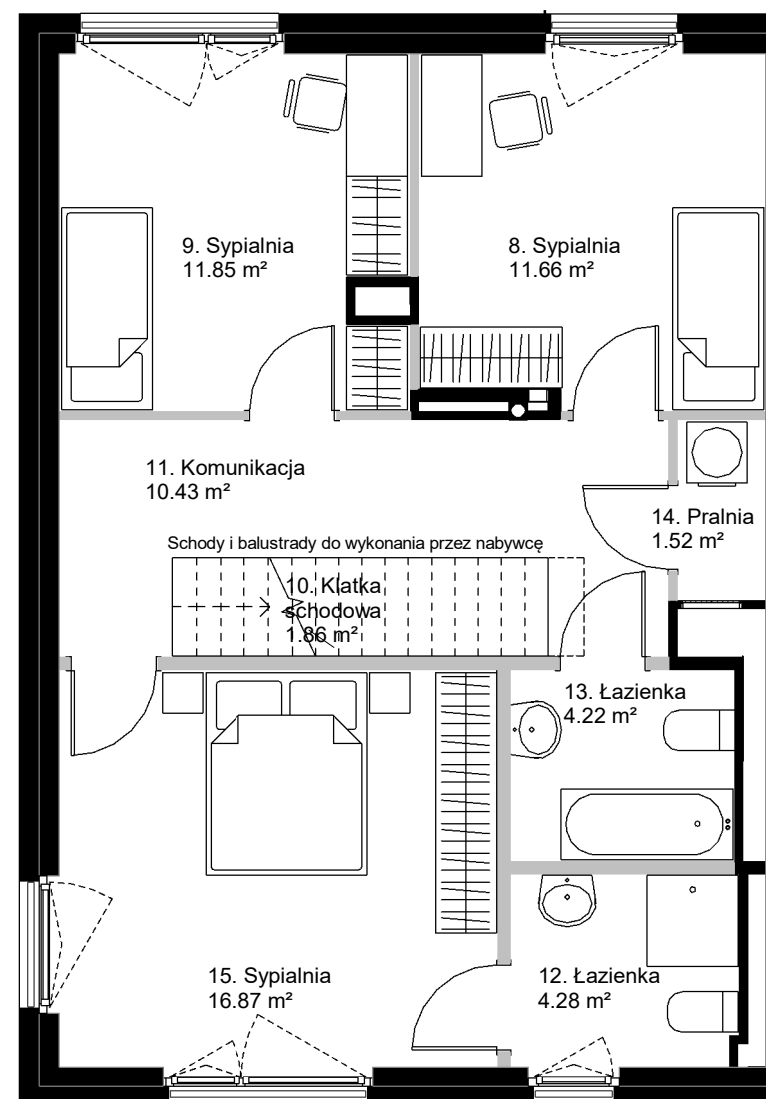 9. Sypialnia
11.85 m²
8. Sypialnia
11.66 m²
11. Komunikacja
10.43 m²
14. Pralnia
1.52 m²
Schody i balustrady do wykonania przez nabywcę
10. Klatka
schodowa
1.86 m²
13. Łazienka
4.22 m²
15. Sypialnia
16.87 m²
12. Łazienka
4.28 m²